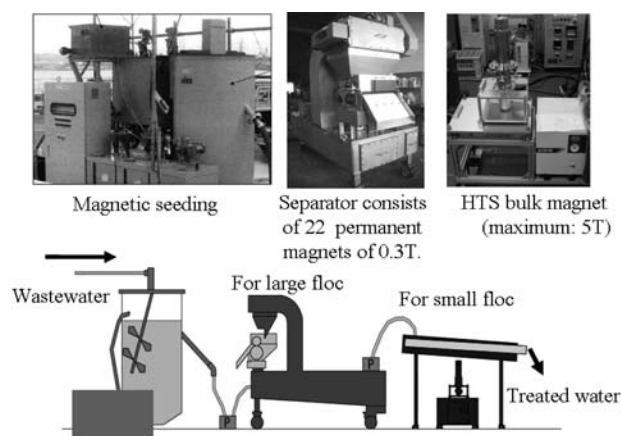 Magnetic seeding
Separator consists
of 22 permanent
magnets of 0.3T.
HTS bulk magnet
(maximum: 5T)
Wastewater
For large floc
For small floc
P
P
Treated water